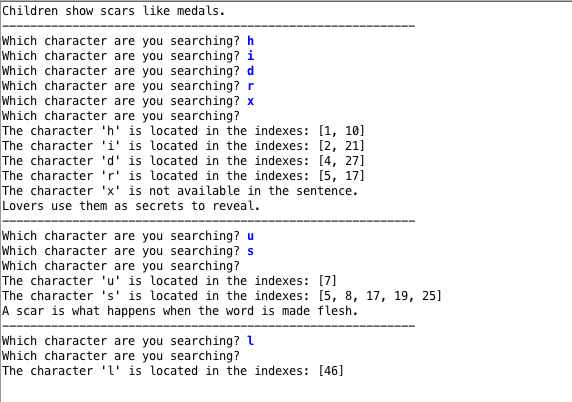 Children show scars like medals.
-----------------------------------------------------------
Which character are you searching? h
Which character are you searching? i
Which character are you searching? d
Which character are you searching? r
Which character are you searching? x
Which character are you searching?
The character 'h' is located in the indexes: [1, 10]
The character 'i' is located in the indexes: [2, 21]
The character 'd' is located in the indexes: [4, 27]
The character 'r' is located in the indexes: [5, 17]
The character 'x' is not available in the sentence.
Lovers use them as secrets to reveal.
-----------------------------------------------------------
Which character are you searching? u
Which character are you searching? s
Which character are you searching?
The character 'u' is located in the indexes: [7]
The character 's' is located in the indexes: [5, 8, 17, 19, 25]
A scar is what happens when the word is made flesh.
-----------------------------------------------------------
Which character are you searching? l
Which character are you searching?
The character 'l' is located in the indexes: [46]